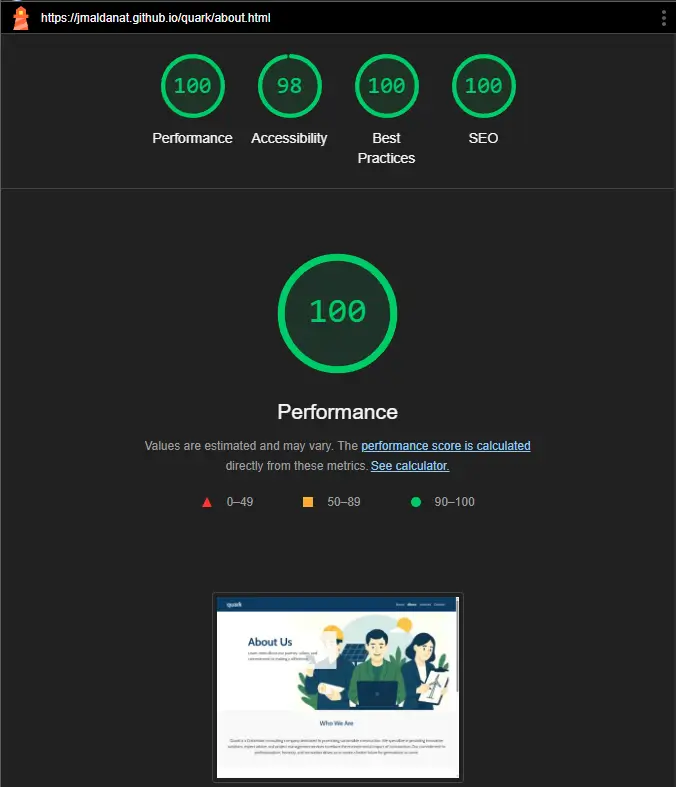 https://jmaldanat.github.io/quark/about.html
100
98
100
100
Performance
Accessibility
Best
Practices
SEO
100
Performance
Values are estimated and may vary. The performance score is calculated
directly from these metrics. See calculator.
0–49
50–89
90–100
quark
About Us
Who We Are